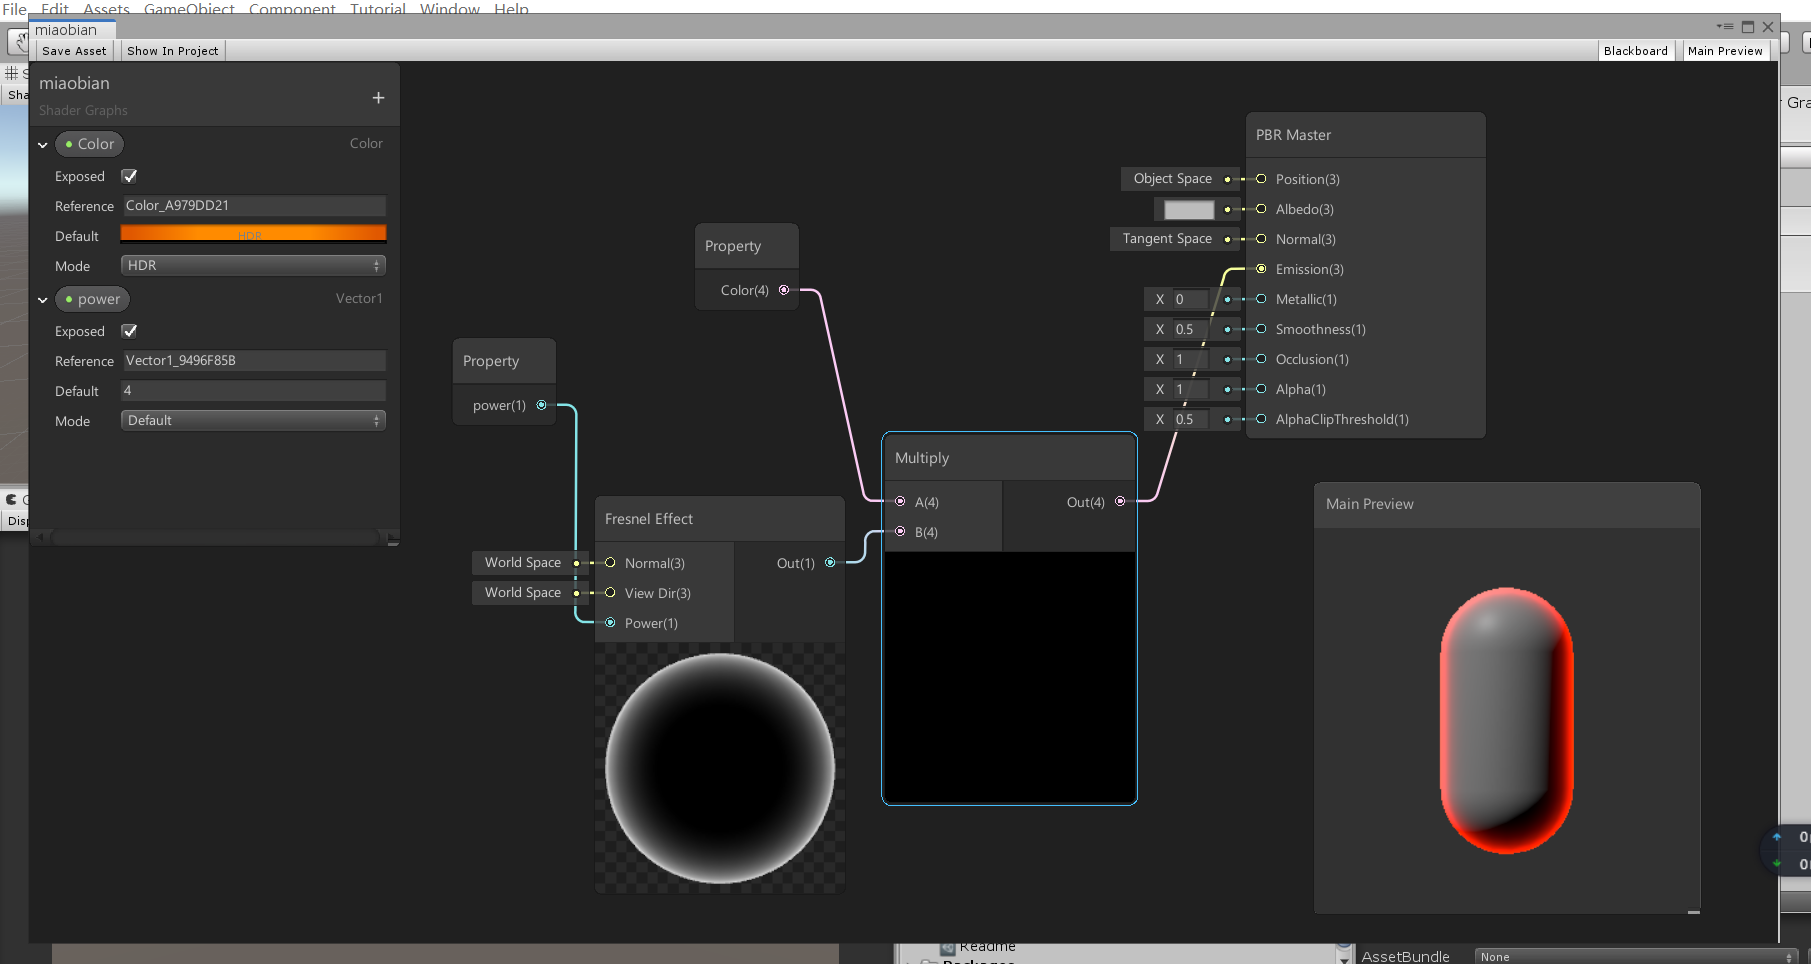 File Edit Assets GameObject Component Tutorial Window Help
miaobian
Save Asset Show In Project Blackboard Main Preview
miaobian
Shader Graphs
Color Color
Exposed
Reference Color_A979DD21
Default HDR
Mode HDR
power Vector1
Exposed
Reference Vector1_9496F85B
Default 4
Mode Default
Property
power(1)
Property
Color(4)
Fresnel Effect
World Space Normal(3) Out(1)
World Space View Dir(3)
Power(1)
Multiply
A(4) Out(4)
B(4)
PBR Master
Object Space Position(3)
Albedo(3)
Tangent Space Normal(3)
Emission(3)
X 0 Metallic(1)
X 0.5 Smoothness(1)
X 1 Occlusion(1)
X 1 Alpha(1)
X 0.5 AlphaClipThreshold(1)
Main Preview
Readme
AssetBundle None